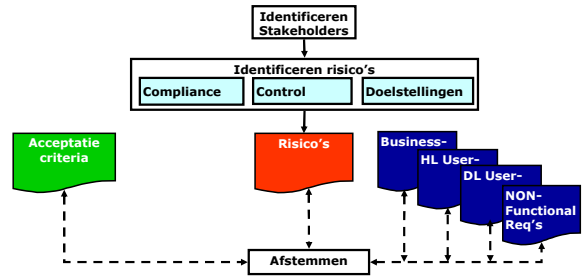 Identificeren
Stakeholders
Identificeren risico's
Compliance
Control
Doelstellingen
Acceptatie
criteria
Risico's
Business-
HL User-
DL User-
NON-
Functional
Req's
Afstemmen